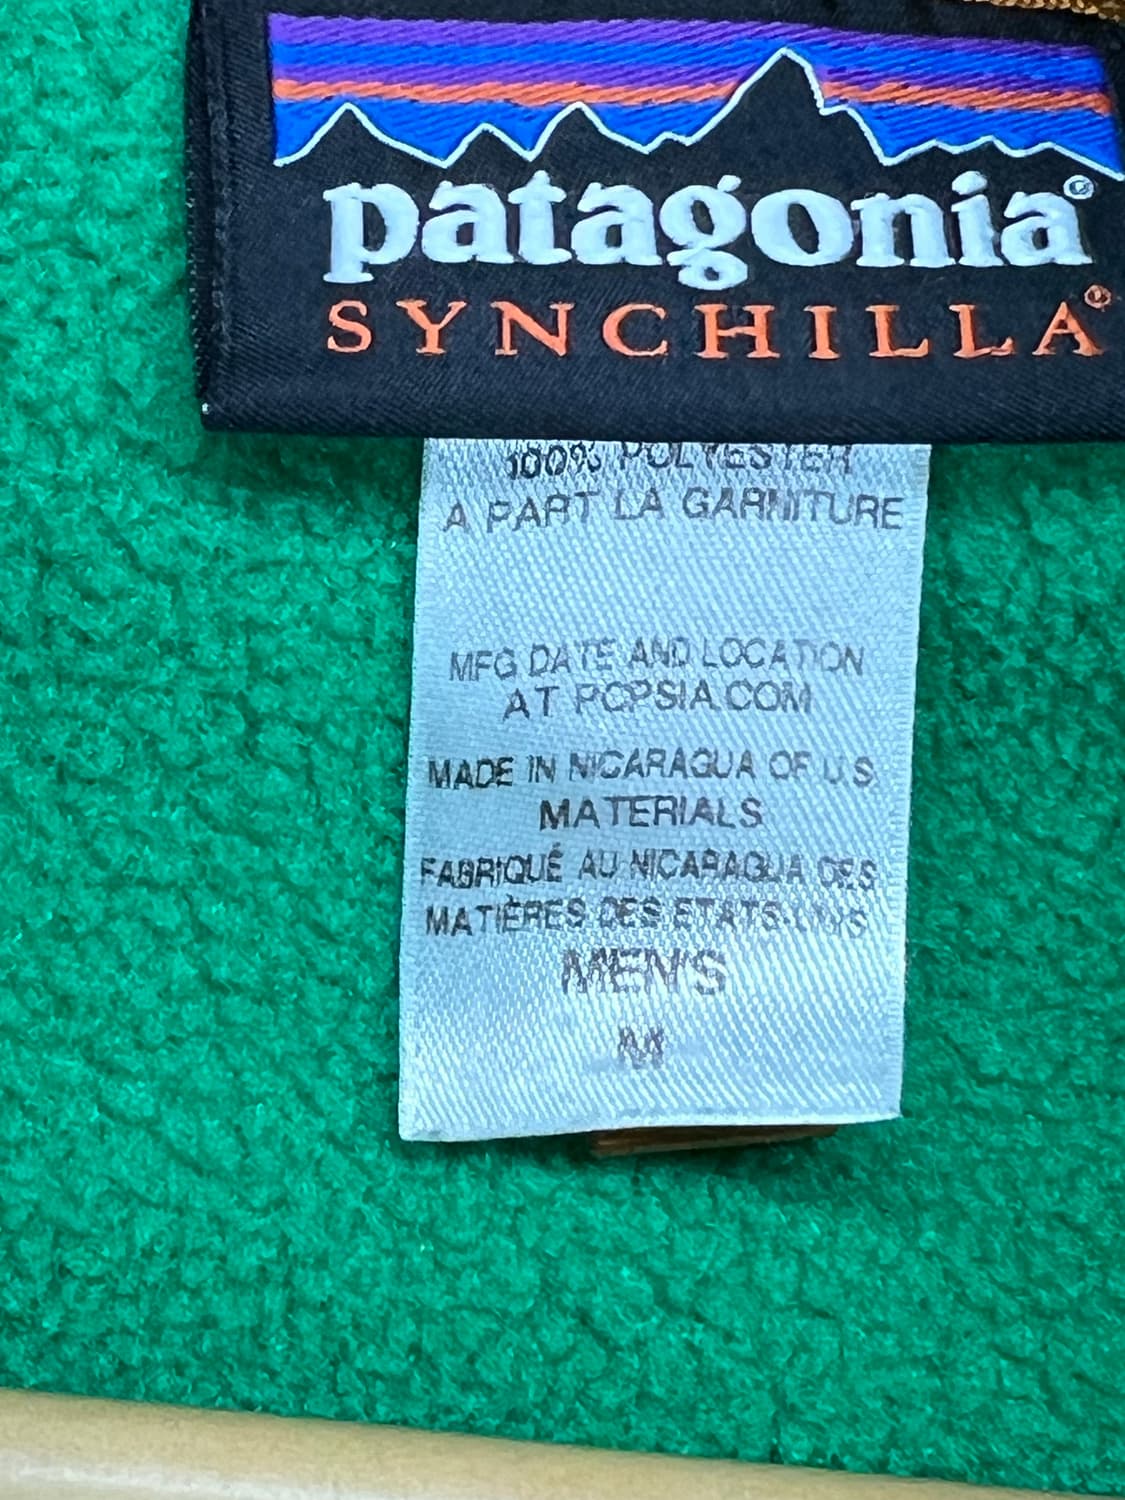 patagonia®
SYNCHILLA®
100% POLYESTER
A PART LA GARNITURE
MFG DATE AND LOCATION
AT PCPSIA.COM
MADE IN NICARAGUA OF U.S.
MATERIALS
FABRIQUÉ AU NICARAGUA DES
MATIÈRES DES ETATS-UNIS
MEN'S
M